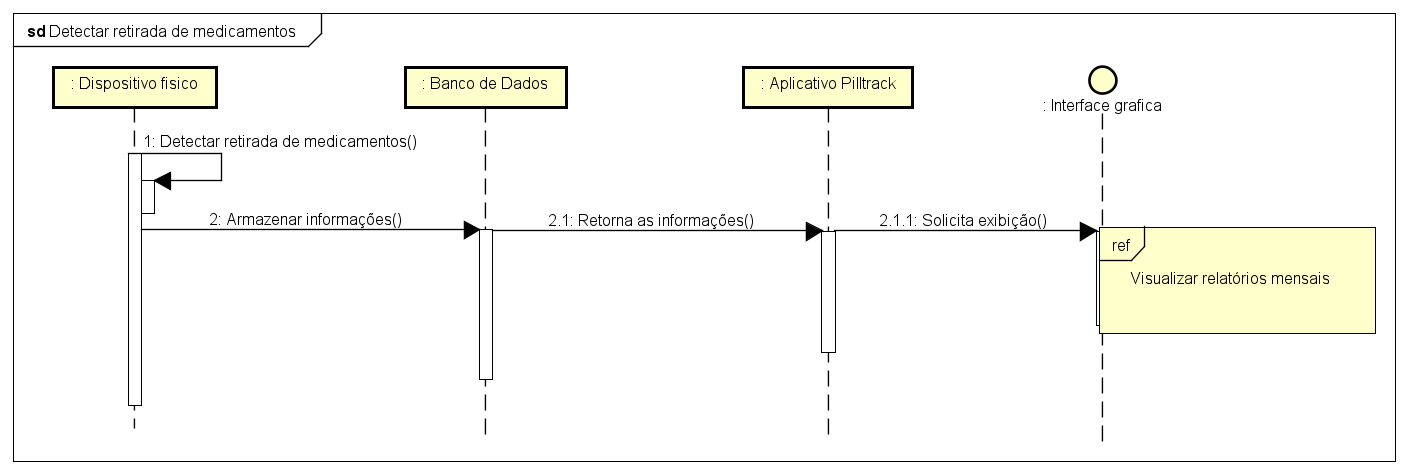 sd Detectar retirada de medicamentos
: Dispositivo fisico
: Banco de Dados
: Aplicativo Pilltrack
: Interface grafica
1: Detectar retirada de medicamentos()
2: Armazenar informações()
2.1: Retorna as informações()
2.1.1: Solicita exibição()
ref
Visualizar relatórios mensais